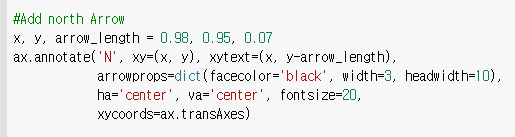 #Add north Arrow
x, y, arrow_length = 0.98, 0.95, 0.07
ax.annotate('N', xy=(x, y), xytext=(x, y-arrow_length),
            arrowprops=dict(facecolor='black', width=3, headwidth=10),
            ha='center', va='center', fontsize=20,
            xycoords=ax.transAxes)